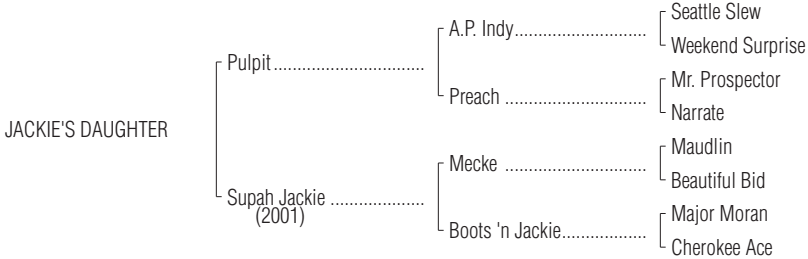 Seattle Slew
A.P. Indy
Weekend Surprise
Pulpit
Mr. Prospector
Preach
Narrate
JACKIE'S DAUGHTER
Maudlin
Mecke
Beautiful Bid
Supah Jackie
(2001)
Major Moran
Boots 'n Jackie
Cherokee Ace